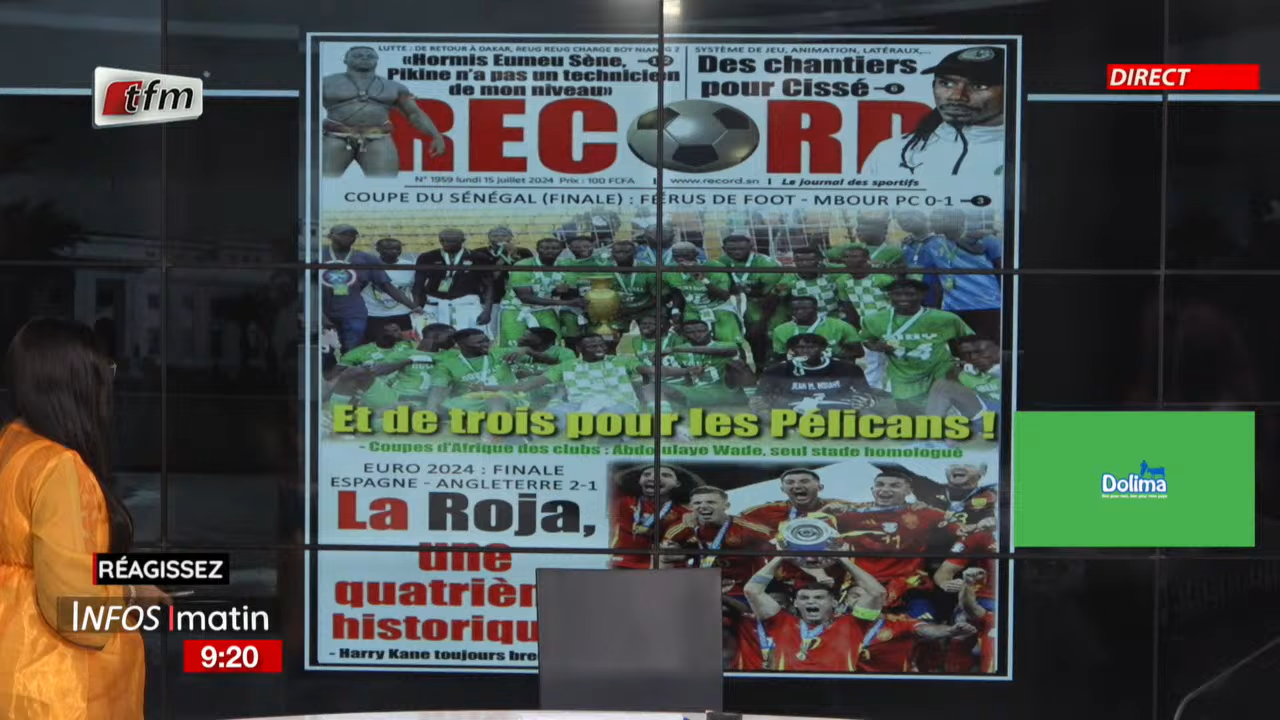 tfm
DIRECT
LUTTE : DE RETOUR À DAKAR, REUG REUG CHARGE BOY NIANG 2
«Hormis Eumeu Sène,
Pikine n'a pas un technicien
de mon niveau»
SYSTÈME DE JEU, ANIMATION, LATÉRAUX,...
Des chantiers
pour Cissé
RECORD
N° 1959 lundi 15 juillet 2024 Prix : 100 FCFA | www.record.sn | Le journal des sportifs
COUPE DU SÉNÉGAL (FINALE) : FÉRUS DE FOOT - MBOUR PC 0-1 3
Et de trois pour les Pélicans !
- Coupes d'Afrique des clubs : Abdoulaye Wade, seul stade homologué
EURO 2024 : FINALE
ESPAGNE - ANGLETERRE 2-1
La Roja,
une
quatrièm
historiqu
- Harry Kane toujours bre
Dolima
RÉAGISSEZ
INFOS matin
9:20